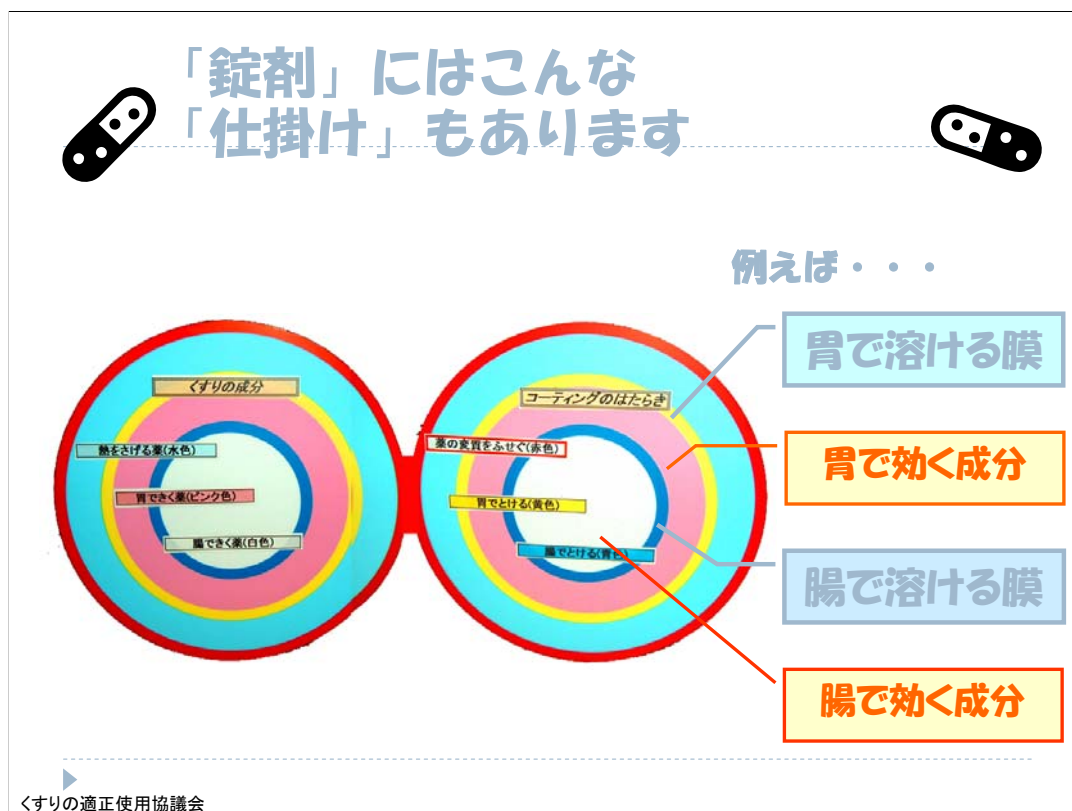 「錠剤」にはこんな
「仕掛け」もあります
例えば・・・
くすりの成分
熱をさげる薬(水色)
胃できく薬(ピンク色)
腸できく薬(白色)
コーティングのはたらき
薬の変質をふせぐ(赤色)
胃でとける(黄色)
腸でとける(青色)
胃で溶ける膜
胃で効く成分
腸で溶ける膜
腸で効く成分
くすりの適正使用協議会